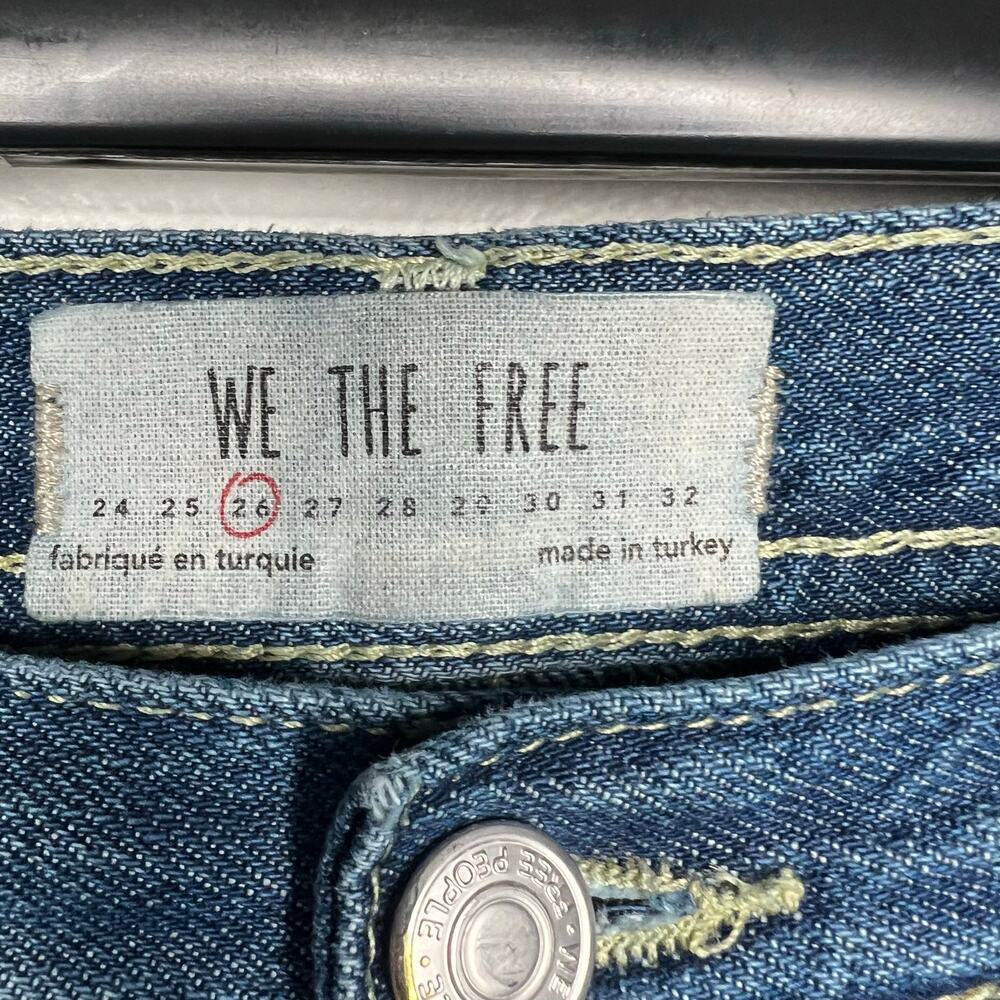 WE THE FREE
24 25 26 27 28 29 30 31 32
fabriqué en turquie made in turkey
FREE PEOPLE • WE